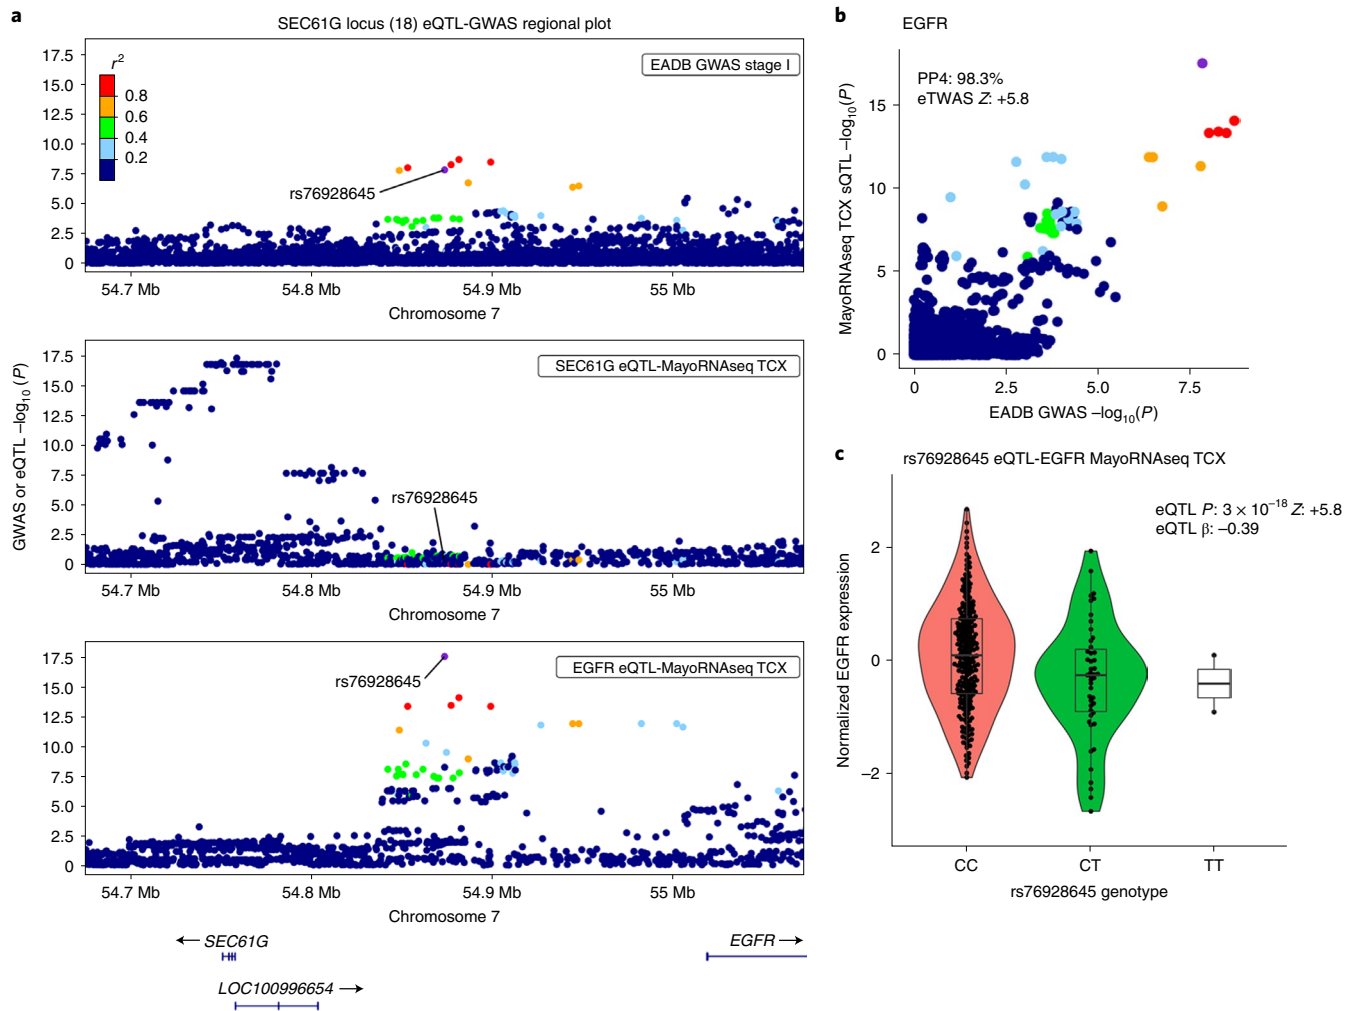 a
SEC61G locus (18) eQTL-GWAS regional plot
GWAS or eQTL –log10 (P)
17.5
15.0
12.5
10.0
7.5
5.0
2.5
0
r2
0.8
0.6
0.4
0.2
EADB GWAS stage I
rs76928645
54.7 Mb 54.8 Mb 54.9 Mb 55 Mb
Chromosome 7
17.5
15.0
12.5
10.0
7.5
5.0
2.5
0
SEC61G eQTL-MayoRNAseq TCX
rs76928645
54.7 Mb 54.8 Mb 54.9 Mb 55 Mb
Chromosome 7
17.5
15.0
12.5
10.0
7.5
5.0
2.5
0
EGFR eQTL-MayoRNAseq TCX
rs76928645
54.7 Mb 54.8 Mb 54.9 Mb 55 Mb
Chromosome 7
SEC61G
EGFR
LOC100996654
b
EGFR
PP4: 98.3%
eTWAS Z: +5.8
MayoRNAseq TCX sQTL –log10(P)
15
10
5
0
0 2.5 5.0 7.5
EADB GWAS –log10(P)
c
rs76928645 eQTL-EGFR MayoRNAseq TCX
eQTL P: 3 × 10−18 Z: +5.8
eQTL β: –0.39
Normalized EGFR expression
2
0
–2
CC CT TT
rs76928645 genotype